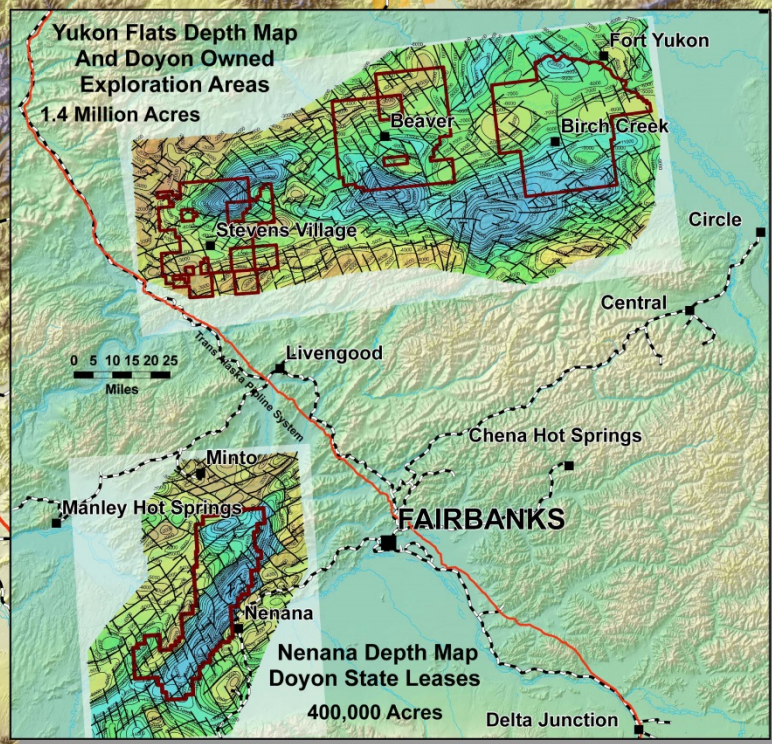 Yukon Flats Depth Map
And Doyon Owned
Exploration Areas
1.4 Million Acres
Fort Yukon
Beaver
Birch Creek
Stevens Village
Circle
Central
0 5 10 15 20 25
Miles
Livengood
Trans Alaska Pipline System
Chena Hot Springs
Minto
Manley Hot Springs
FAIRBANKS
Nenana
Nenana Depth Map
Doyon State Leases
400,000 Acres
Delta Junction